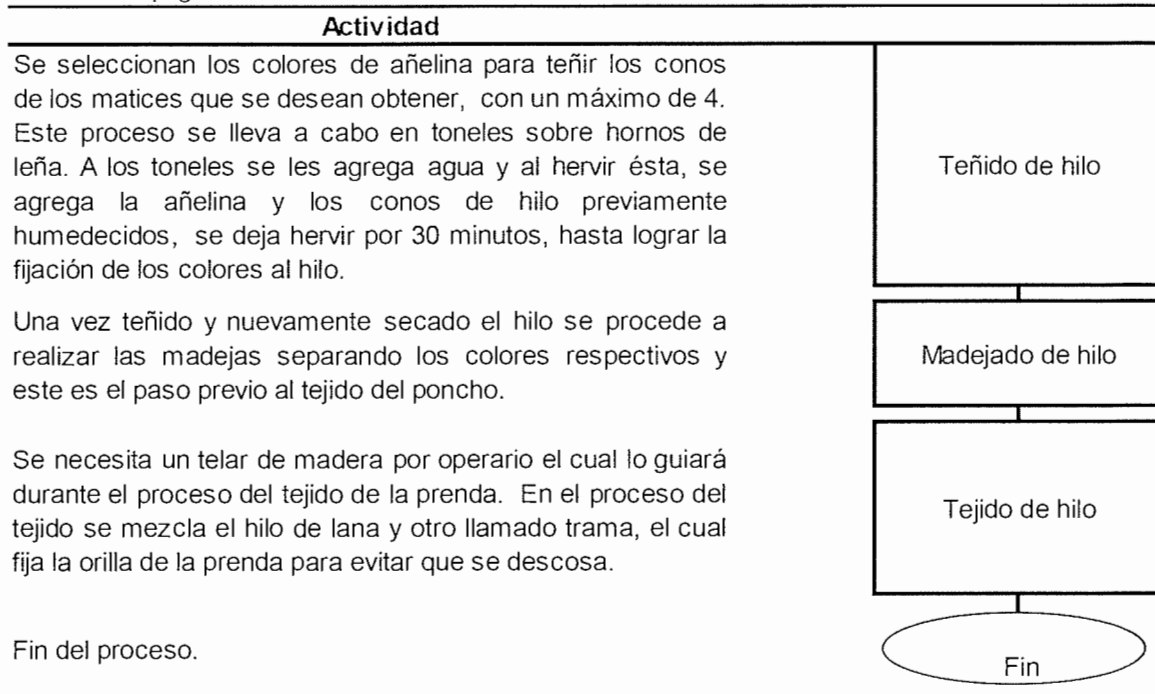 Actividad
Se seleccionan los colores de añelina para teñir los conos
de los matices que se desean obtener, con un máximo de 4.
Este proceso se lleva a cabo en toneles sobre hornos de
leña. A los toneles se les agrega agua y al hervir ésta, se
agrega la añelina y los conos de hilo previamente
humedecidos, se deja hervir por 30 minutos, hasta lograr la
fijación de los colores al hilo.
Teñido de hilo
Una vez teñido y nuevamente secado el hilo se procede a
realizar las madejas separando los colores respectivos y
este es el paso previo al tejido del poncho.
Madejado de hilo
Se necesita un telar de madera por operario el cual lo guiará
durante el proceso del tejido de la prenda. En el proceso del
tejido se mezcla el hilo de lana y otro llamado trama, el cual
fija la orilla de la prenda para evitar que se descosa.
Tejido de hilo
Fin del proceso.
Fin